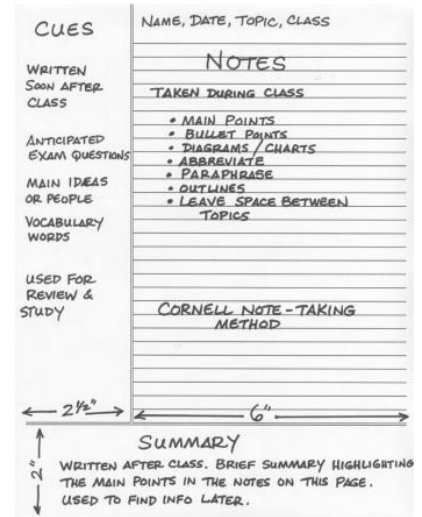 CUES
WRITTEN
SOON AFTER
CLASS
ANTICIPATED
EXAM QUESTIONS
MAIN IDEAS
OR PEOPLE
VOCABULARY
WORDS
USED FOR
REVIEW &
STUDY
2 1/2"
NAME, DATE, TOPIC, CLASS
NOTES
TAKEN DURING CLASS
• MAIN POINTS
• BULLET POINTS
• DIAGRAMS/CHARTS
• ABBREVIATE
• PARAPHRASE
• OUTLINES
• LEAVE SPACE BETWEEN
TOPICS
CORNELL NOTE-TAKING
METHOD
6"
2"
SUMMARY
WRITTEN AFTER CLASS. BRIEF SUMMARY HIGHLIGHTING
THE MAIN POINTS IN THE NOTES ON THIS PAGE.
USED TO FIND INFO LATER.